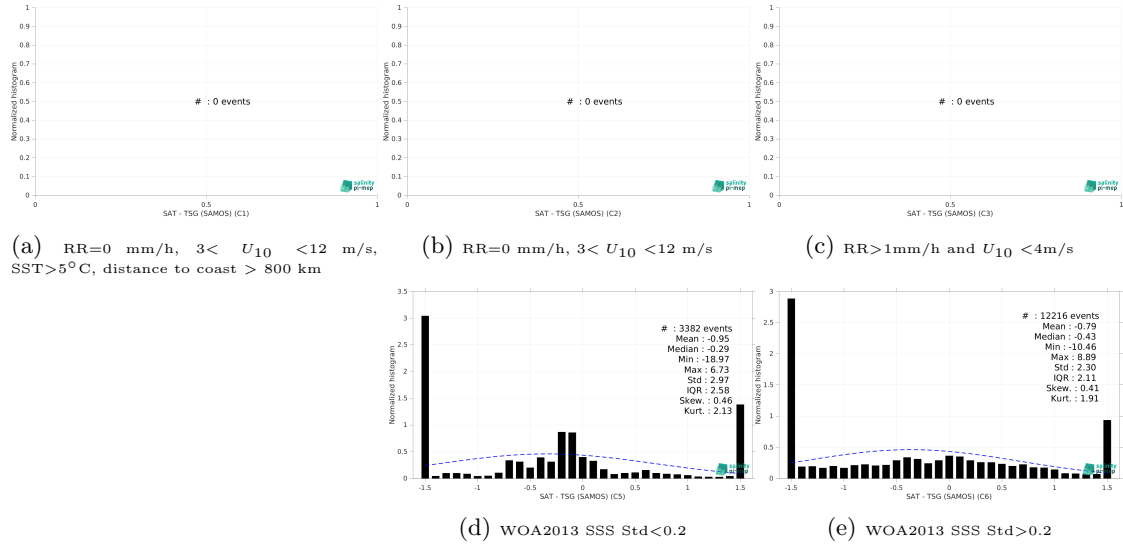 1
0.9
0.8
0.7
0.6
0.5
0.4
0.3
0.2
0.1
0
Normalized histogram
# : 0 events
salinity
pi-mep
0 0.5 1
SAT - TSG (SAMOS) (C1)
(a) RR=0 mm/h, 3< U10 <12 m/s,
SST>5°C, distance to coast > 800 km
1
0.9
0.8
0.7
0.6
0.5
0.4
0.3
0.2
0.1
0
Normalized histogram
# : 0 events
salinity
pi-mep
0 0.5 1
SAT - TSG (SAMOS) (C2)
(b) RR=0 mm/h, 3< U10 <12 m/s
1
0.9
0.8
0.7
0.6
0.5
0.4
0.3
0.2
0.1
0
Normalized histogram
# : 0 events
salinity
pi-mep
0 0.5 1
SAT - TSG (SAMOS) (C3)
(c) RR>1mm/h and U10 <4m/s
3.5
3
2.5
2
1.5
1
0.5
0
Normalized histogram
# : 3382 events
Mean : -0.95
Median : -0.29
Min : -18.97
Max : 6.73
Std : 2.97
IQR : 2.58
Skew. : 0.46
Kurt. : 2.13
salinity
pi-mep
-1.5 -1 -0.5 0 0.5 1 1.5
SAT - TSG (SAMOS) (C5)
(d) WOA2013 SSS Std<0.2
3
2.5
2
1.5
1
0.5
0
Normalized histogram
# : 12216 events
Mean : -0.79
Median : -0.43
Min : -10.46
Max : 8.89
Std : 2.30
IQR : 2.11
Skew. : 0.41
Kurt. : 1.91
salinity
pi-mep
-1.5 -1 -0.5 0 0.5 1 1.5
SAT - TSG (SAMOS) (C6)
(e) WOA2013 SSS Std>0.2